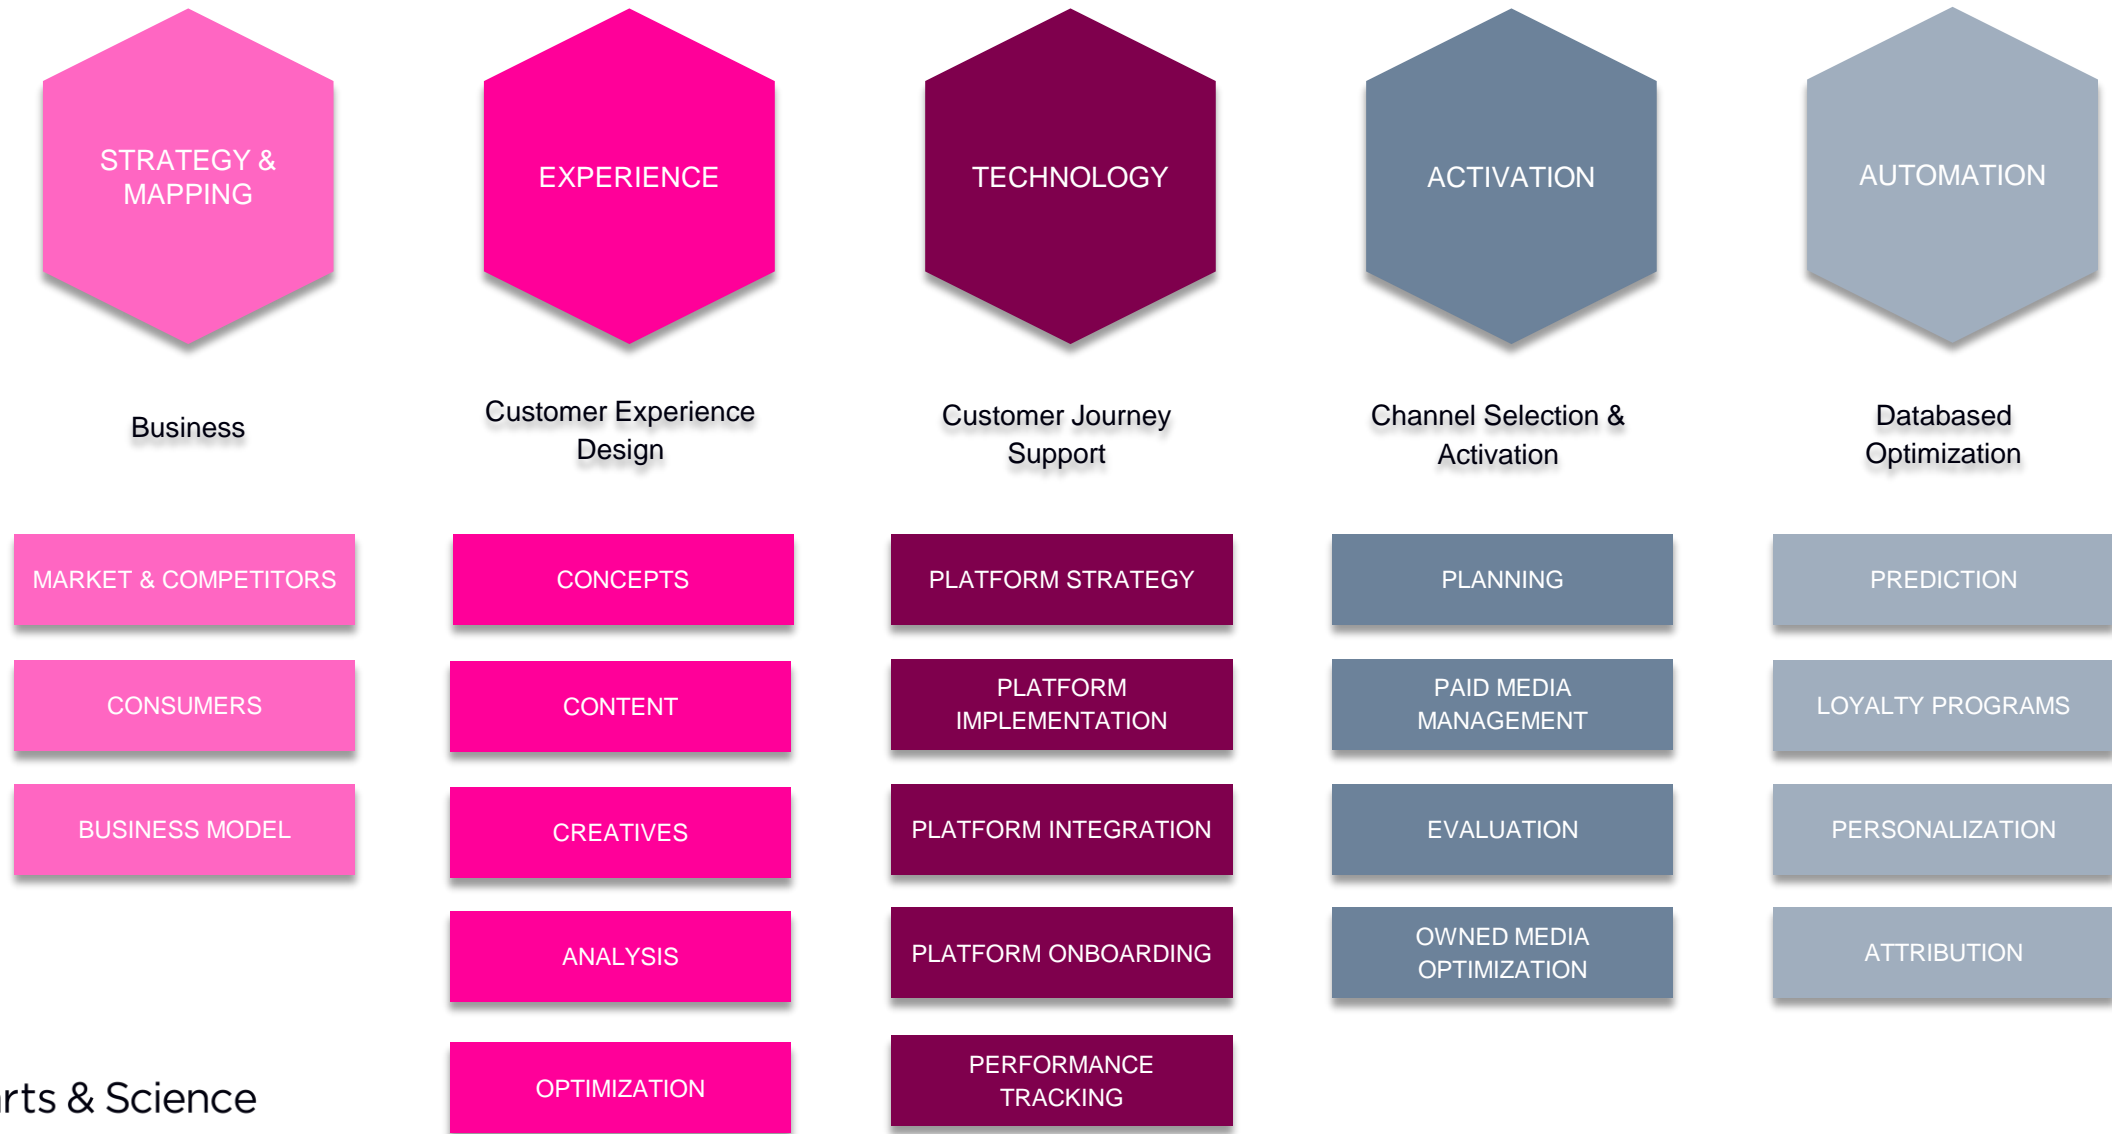 STRATEGY &
MAPPING
EXPERIENCE
TECHNOLOGY
ACTIVATION
AUTOMATION
Business
Customer Experience
Design
Customer Journey
Support
Channel Selection &
Activation
Databased
Optimization
MARKET & COMPETITORS
CONSUMERS
BUSINESS MODEL
CONCEPTS
CONTENT
CREATIVES
ANALYSIS
OPTIMIZATION
PLATFORM STRATEGY
PLATFORM
IMPLEMENTATION
PLATFORM INTEGRATION
PLATFORM ONBOARDING
PERFORMANCE
TRACKING
PLANNING
PAID MEDIA
MANAGEMENT
EVALUATION
OWNED MEDIA
OPTIMIZATION
PREDICTION
LOYALTY PROGRAMS
PERSONALIZATION
ATTRIBUTION
& Science